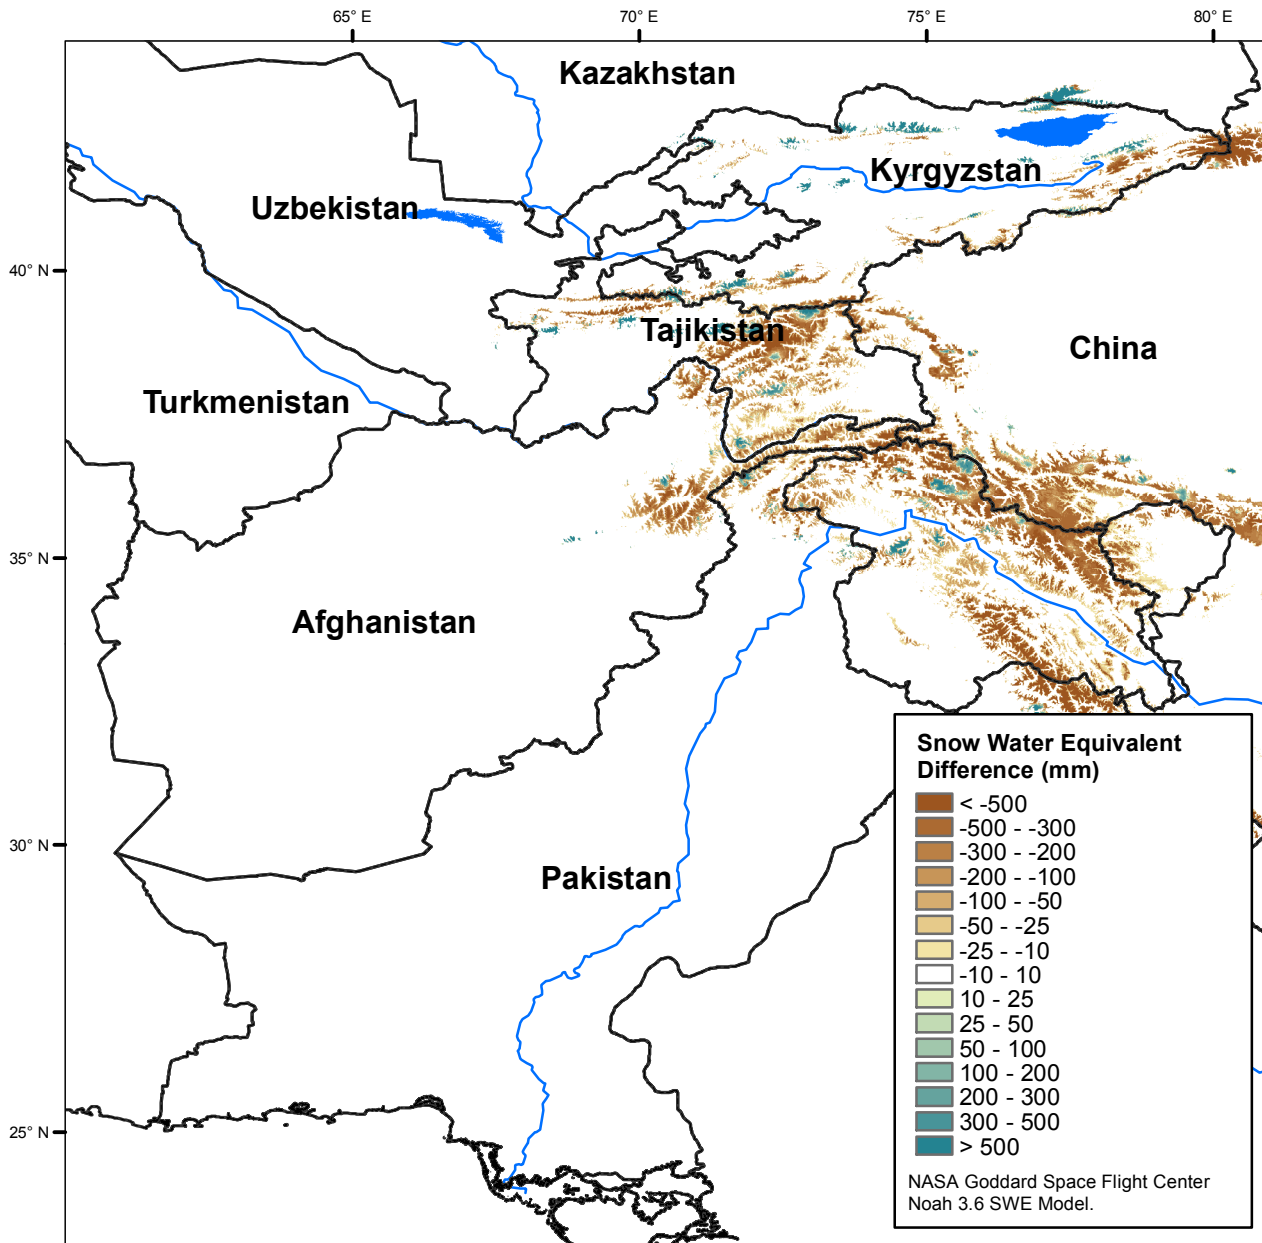 65° E
70° E
75° E
80° E
Kazakhstan
Kyrgyzstan
Uzbekistan
40° N
Tajikistan
China
Turkmenistan
35° N
Afghanistan
30° N
Pakistan
25° N
Snow Water Equivalent
Difference (mm)
< -500
-500 - -300
-300 - -200
-200 - -100
-100 - -50
-50 - -25
-25 - -10
-10 - 10
10 - 25
25 - 50
50 - 100
100 - 200
200 - 300
300 - 500
> 500
NASA Goddard Space Flight Center
Noah 3.6 SWE Model.